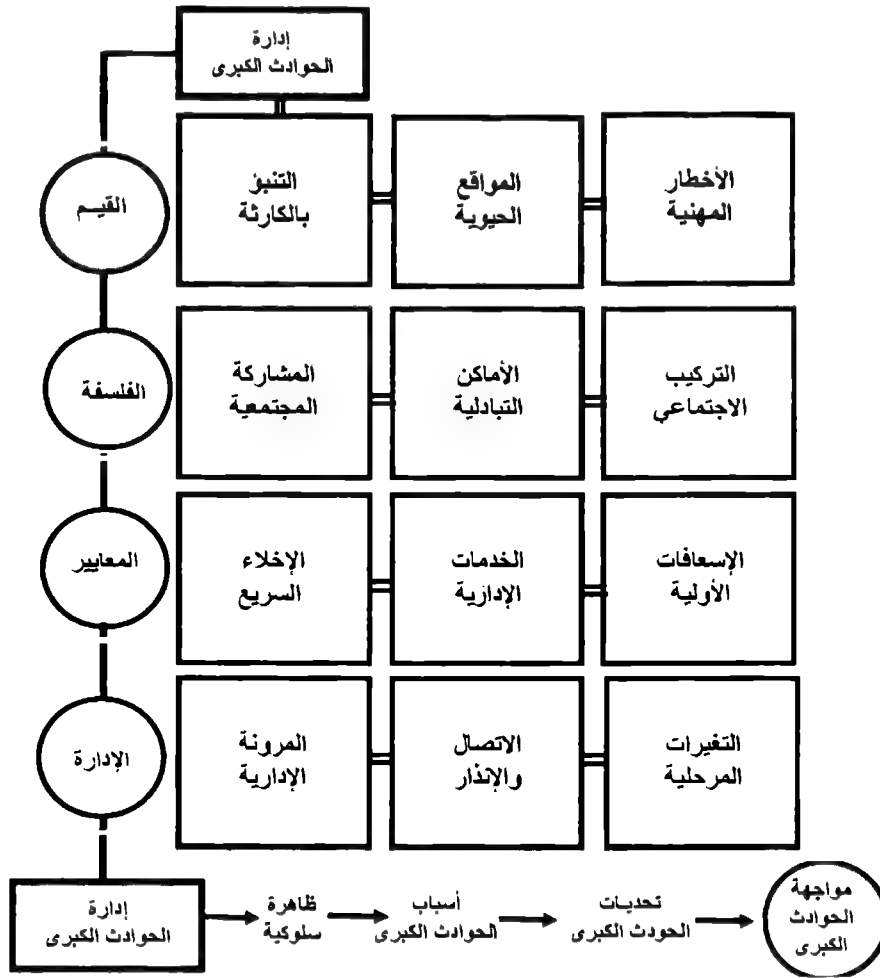 إدارة
الحوادث الكبرى
الأخطار
المهنية
المواقع
الحيوية
التنبؤ
بالكارثة
القيــم
التركيب
الاجتماعي
الأماكن
التبادلية
المشاركة
المجتمعية
الفلسفة
الإسعافات
الأولية
الخدمات
الإدارية
الإخلاء
السريع
المعايير
التغيرات
المرحلية
الاتصال
والإنذار
المرونة
الإدارية
الإدارة
إدارة
الحوادث الكبرى
ظاهرة
سلوكية
أسباب
الحوادث الكبرى
تحديات
الحودث الكبرى
مواجهة
الحوادث
الكبرى